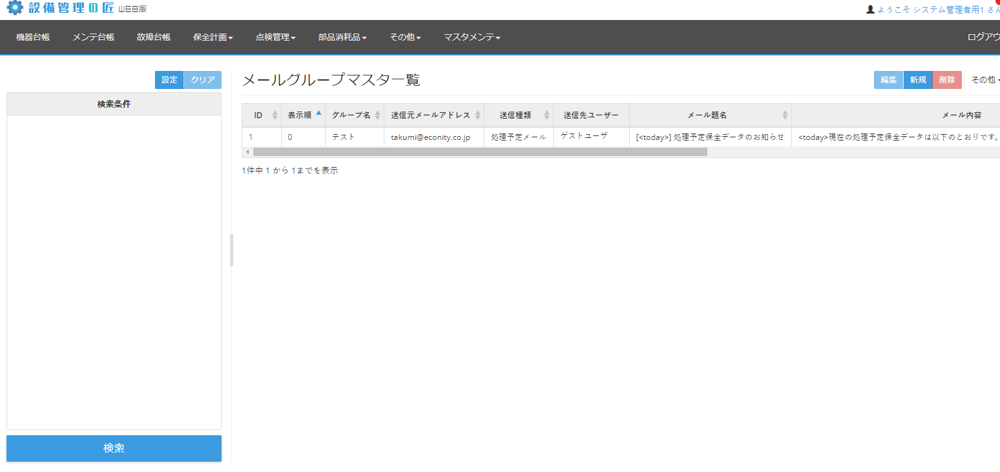 設備管理の匠 WEB版
ようこそ システム管理者用1 さん
機器台帳 メンテ台帳 故障台帳 保全計画 点検管理 部品消耗品 その他 マスタメンテ ログアウ
設定 クリア
メールグループマスター覧
編集 新規 削除 その他
検索条件
ID 表示順 グループ名 送信元メールアドレス 送信種類 送信先ユーザー メール題名 メール内容
1 0 テスト takumi@econity.co.jp 処理予定メール ゲストユーザ [<today>] 処理予定保全データのお知らせ <today>現在の処理予定保全データは以下のとおりです。
1件中 1 から 1までを表示
検索